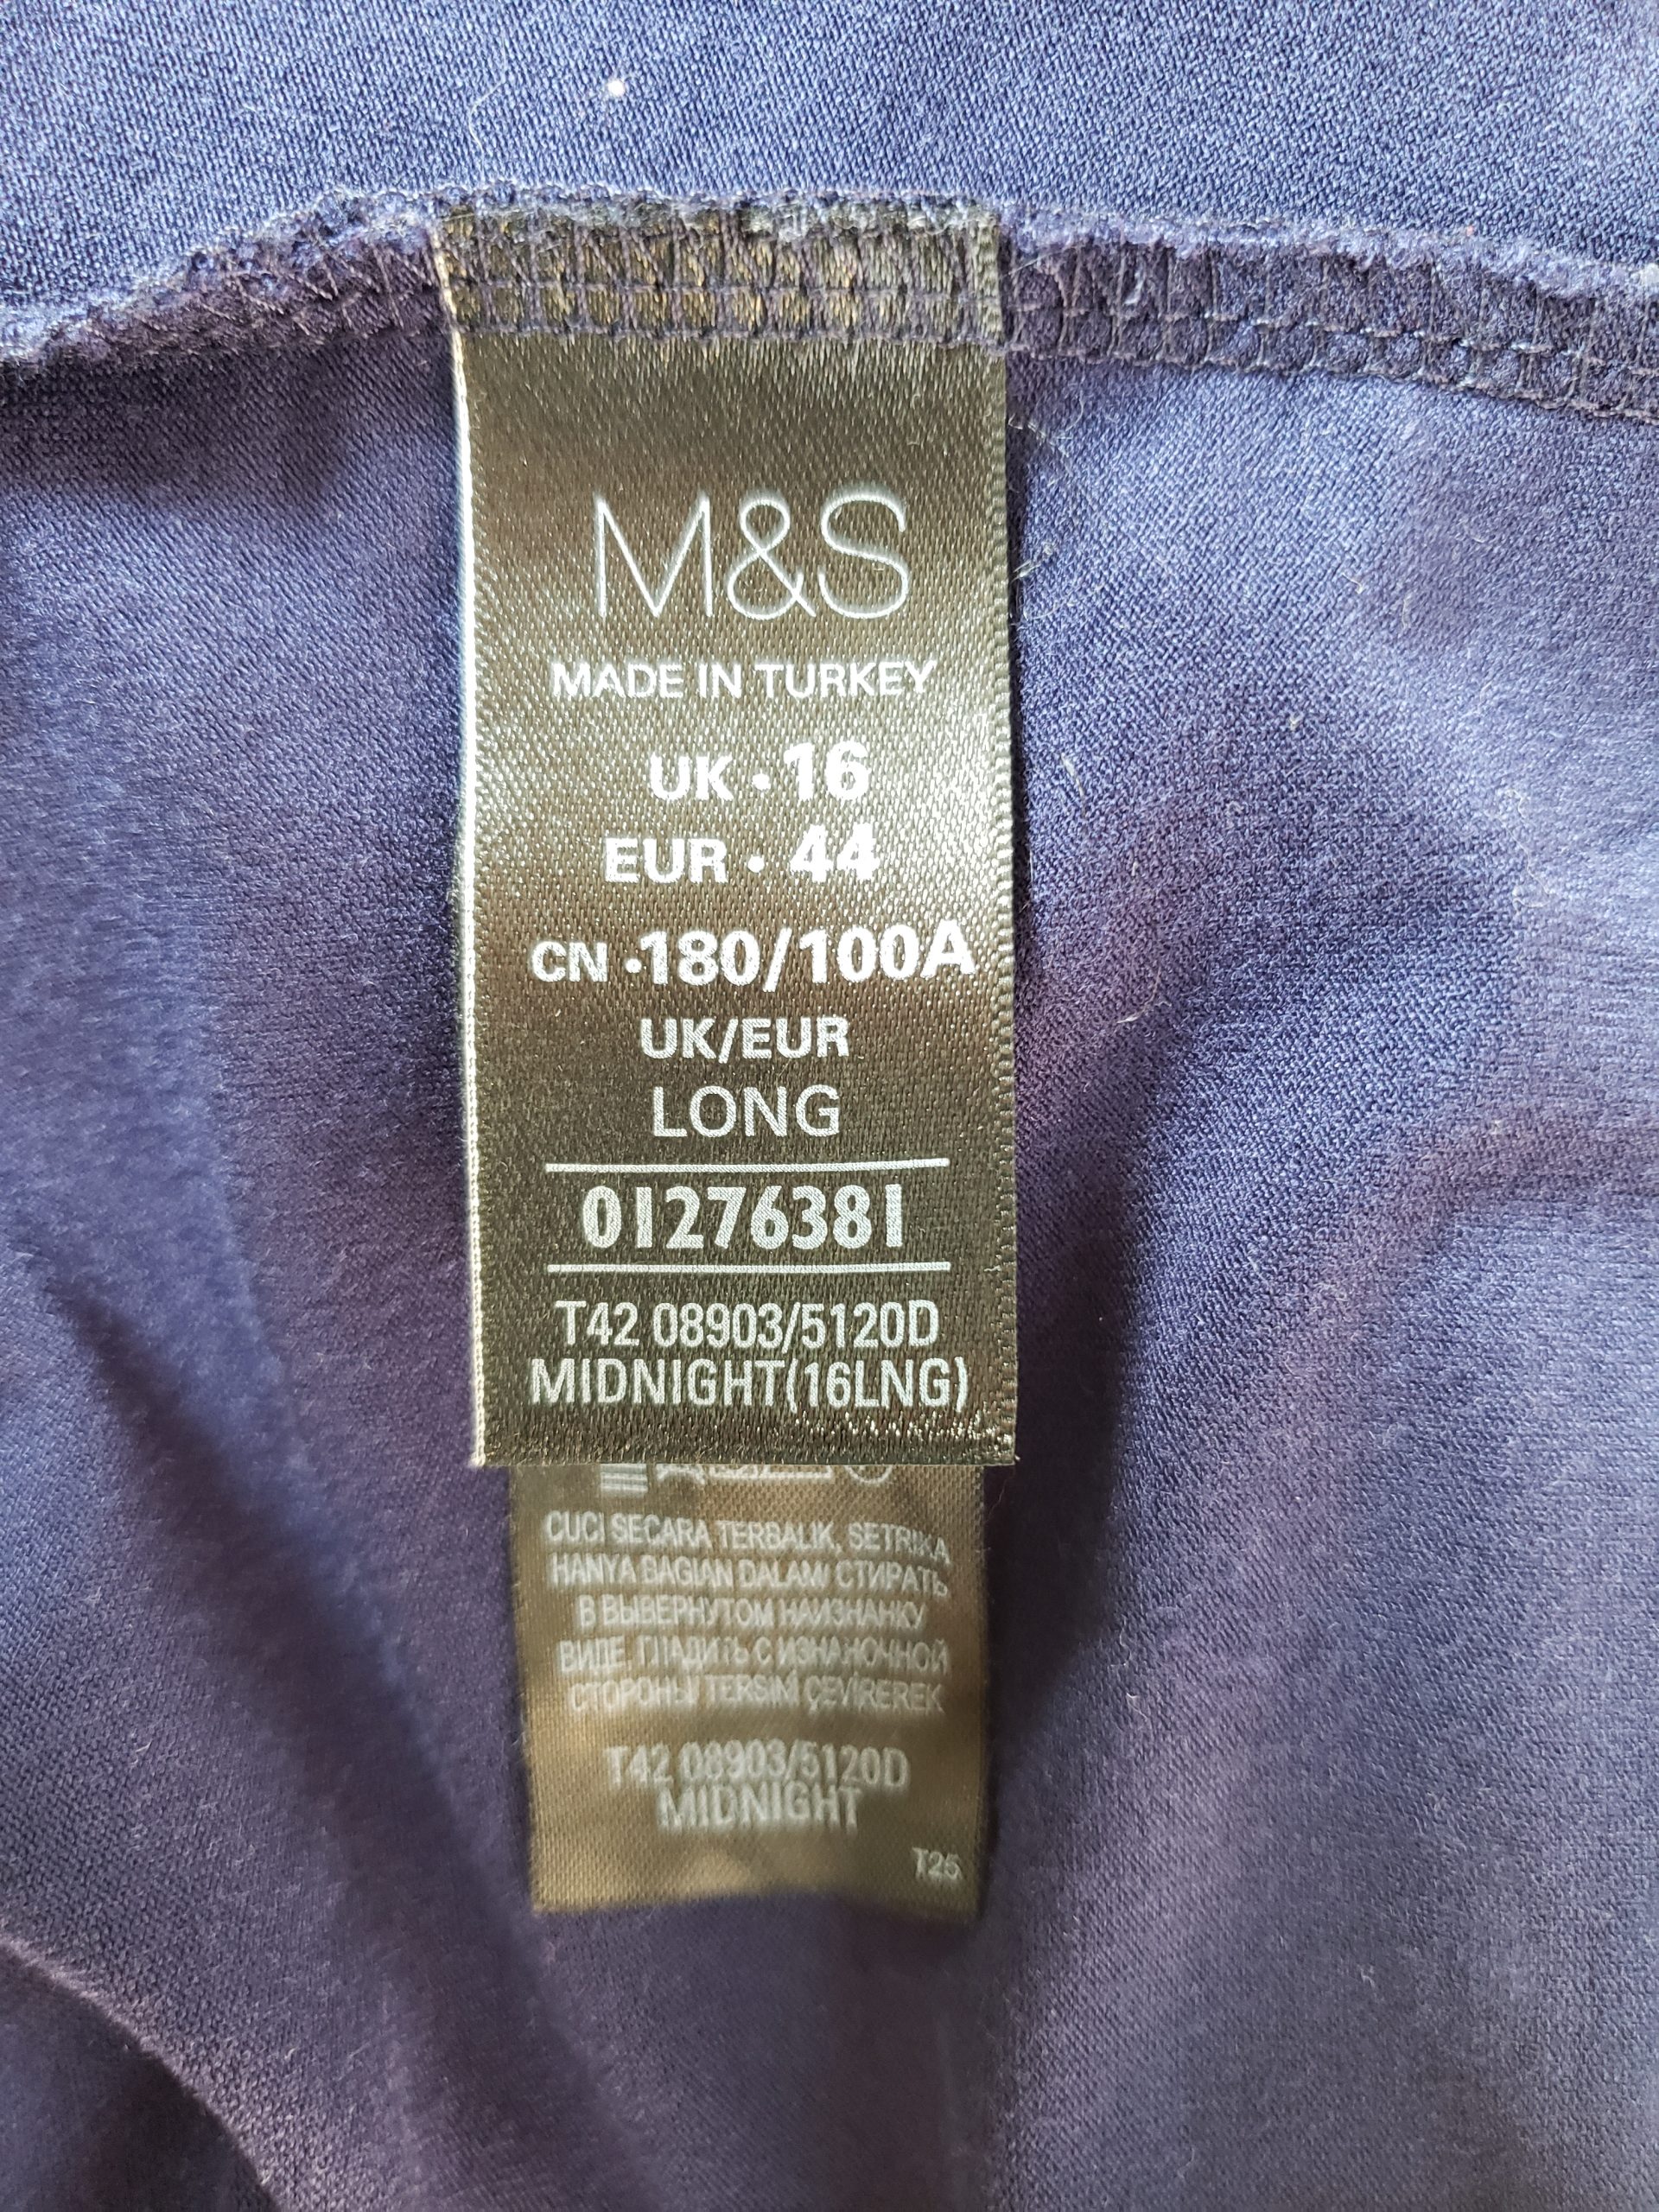 M&S
MADE IN TURKEY
UK · 16
EUR · 44
CN ·180/100A
UK/EUR
LONG
01276381
T42 08903/5120D
MIDNIGHT(16LNG)
CUCI SECARA TERBALIK, SETRIKA
HANYA BAGIAN DALAM/ СТИРАТЬ
В ВЫВЕРНУТОМ НАИЗНАНКУ
ВИДЕ. ГЛАДИТЬ С ИЗНАНОЧНОЙ
СТОРОНЫ/ TERSİNİ ÇEVİREREK
T42 08903/5120D
MIDNIGHT
T25